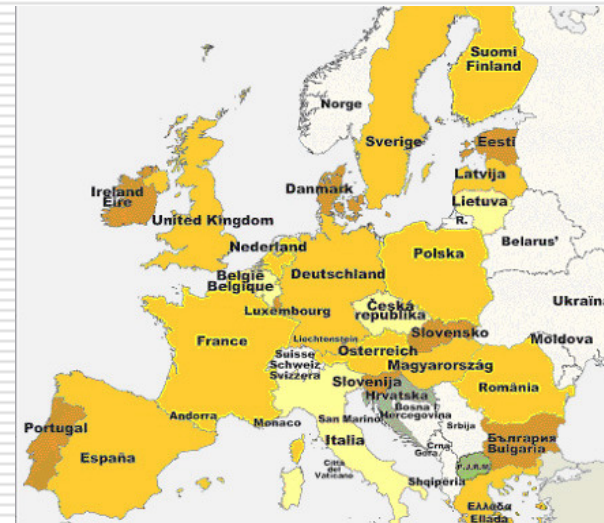 Suomi
Finland
Norge
Sverige
Eesti
Latvija
Lietuva
R.
Belarus'
Danmark
Ireland
Éire
United Kingdom
Nederland
België
Belgique
Deutschland
Polska
Luxembourg
Česká
republika
Slovensko
Ukraïna
Moldova
France
Liechtenstein
Österreich
Suisse
Schweiz
Svizzera
Magyarország
Slovenija
Hrvatska
România
Bosna i
Hercegovina
Srbija
Crna
Gora
Andorra
Monaco
San Marino
Italia
Città
del
Vaticano
Portugal
España
България
Bulgaria
F.J.R.M.
Shqipëria
Ελλάδα
Ellada